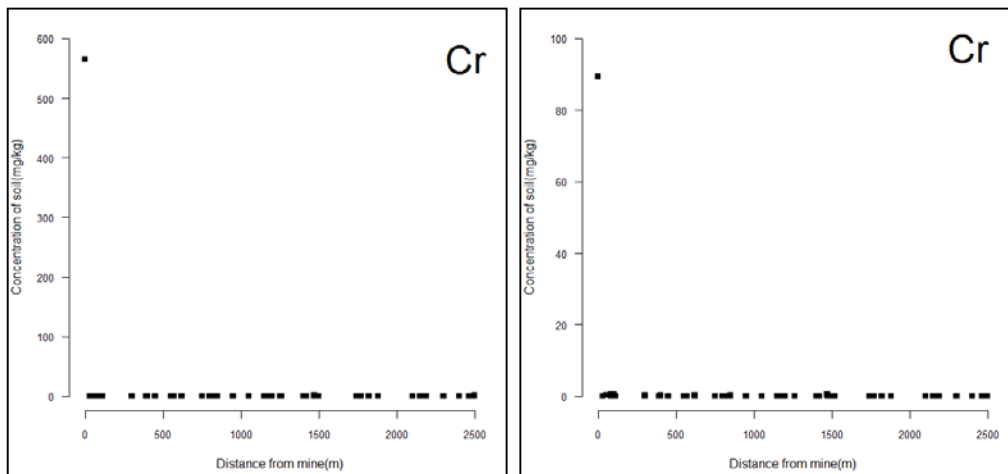 Cr
600
500
400
300
200
100
0
Concentration of soil(mg/kg)
0 500 1000 1500 2000 2500
Distance from mine(m)
Cr
100
80
60
40
20
0
Concentration of soil(mg/kg)
0 500 1000 1500 2000 2500
Distance from mine(m)